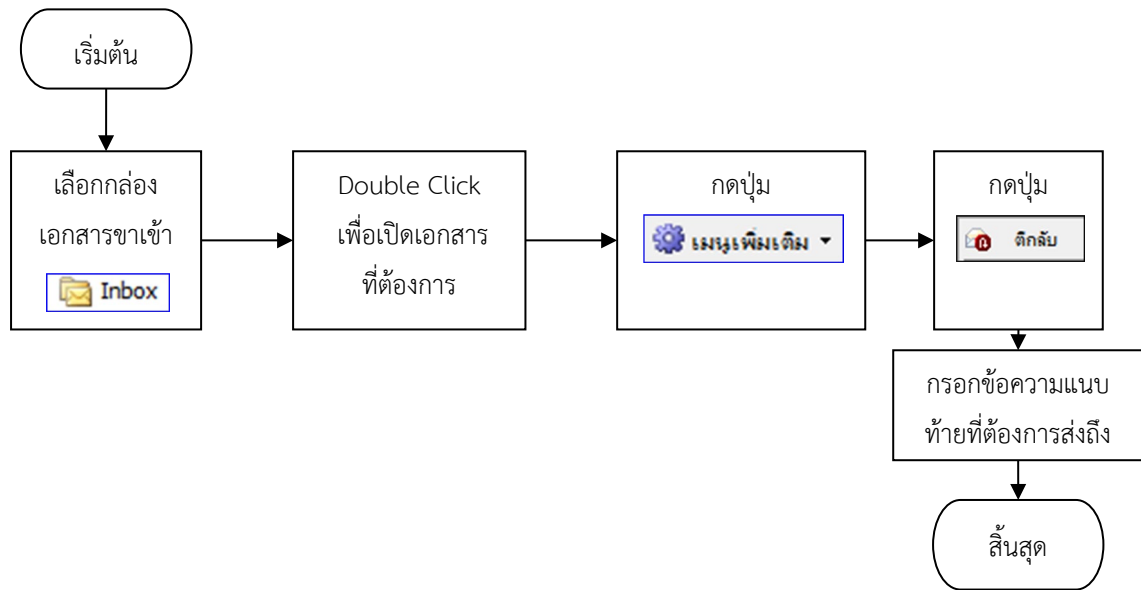 เริ่มต้น
เลือกกล่อง
เอกสารขาเข้า
Inbox
Double Click
เพื่อเปิดเอกสาร
ที่ต้องการ
กดปุ่ม
เมนูเพิ่มเติม
กดปุ่ม
ตีกลับ
กรอกข้อความแนบ
ท้ายที่ต้องการส่งถึง
สิ้นสุด